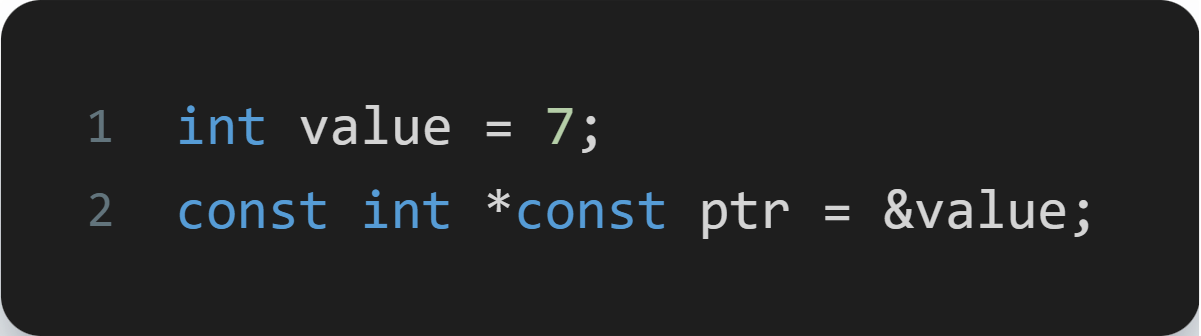 1 int value = 7;
2 const int *const ptr = &value;